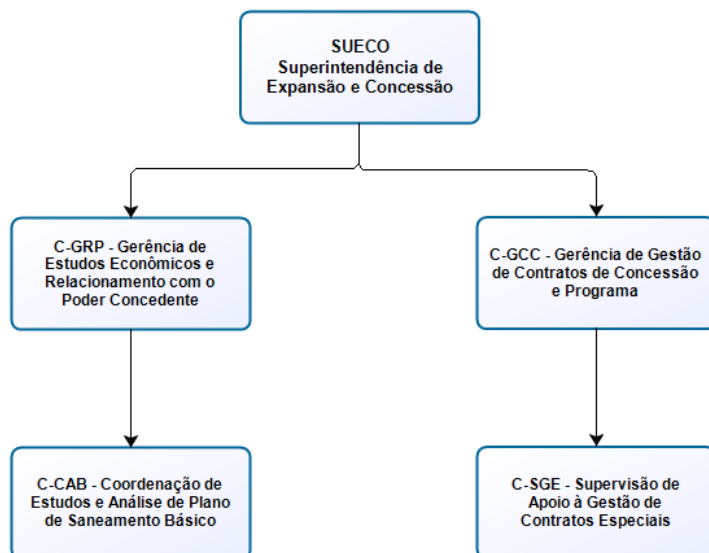 SUECO
Superintendência de
Expansão e Concessão
C-GRP - Gerência de
Estudos Econômicos e
Relacionamento com o
Poder Concedente
C-GCC - Gerência de Gestão
de Contratos de Concessão
e Programa
C-CAB - Coordenação de
Estudos e Análise de Plano
de Saneamento Básico
C-SGE - Supervisão de
Apoio à Gestão de
Contratos Especiais